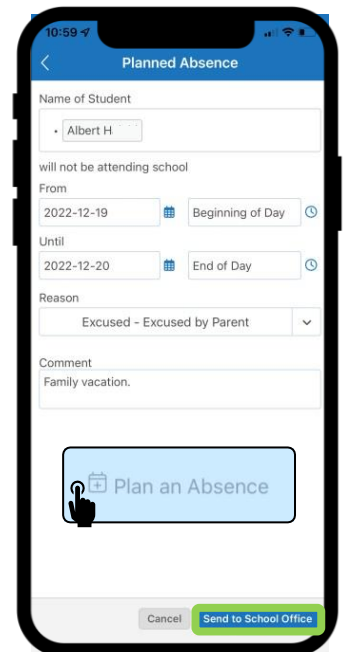 10:59
Planned Absence
Name of Student
• Albert H
will not be attending school
From
2022-12-19 Beginning of Day
Until
2022-12-20 End of Day
Reason
Excused - Excused by Parent
Comment
Family vacation.
Plan an Absence
Cancel Send to School Office